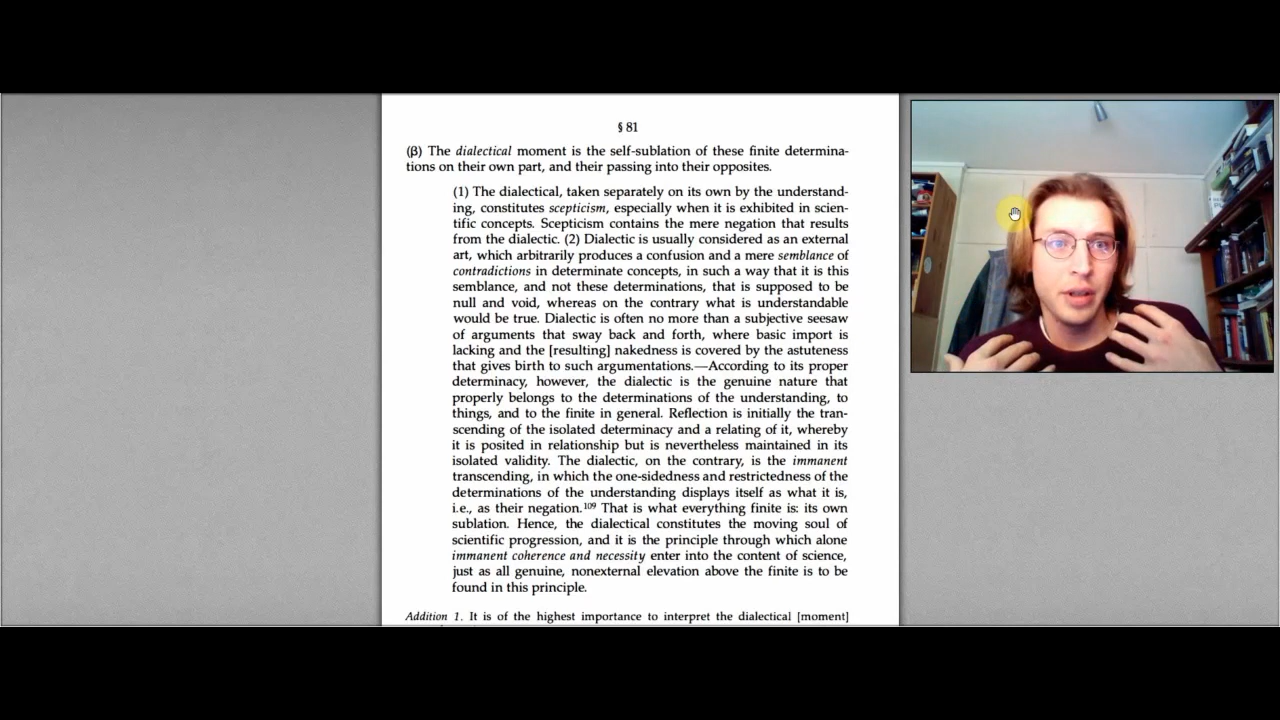 § 81
(β) The dialectical moment is the self-sublation of these finite determina-
tions on their own part, and their passing into their opposites.
(1) The dialectical, taken separately on its own by the understand-
ing, constitutes scepticism, especially when it is exhibited in scien-
tific concepts. Scepticism contains the mere negation that results
from the dialectic. (2) Dialectic is usually considered as an external
art, which arbitrarily produces a confusion and a mere semblance of
contradictions in determinate concepts, in such a way that it is this
semblance, and not these determinations, that is supposed to be
null and void, whereas on the contrary what is understandable
would be true. Dialectic is often no more than a subjective seesaw
of arguments that sway back and forth, where basic import is
lacking and the [resulting] nakedness is covered by the astuteness
that gives birth to such argumentations.—According to its proper
determinacy, however, the dialectic is the genuine nature that
properly belongs to the determinations of the understanding, to
things, and to the finite in general. Reflection is initially the tran-
scending of the isolated determinacy and a relating of it, whereby
it is posited in relationship but is nevertheless maintained in its
isolated validity. The dialectic, on the contrary, is the immanent
transcending, in which the one-sidedness and restrictedness of the
determinations of the understanding displays itself as what it is,
i.e., as their negation.¹⁰⁹ That is what everything finite is: its own
sublation. Hence, the dialectical constitutes the moving soul of
scientific progression, and it is the principle through which alone
immanent coherence and necessity enter into the content of science,
just as all genuine, nonexternal elevation above the finite is to be
found in this principle.
Addition 1. It is of the highest importance to interpret the dialectical [moment]